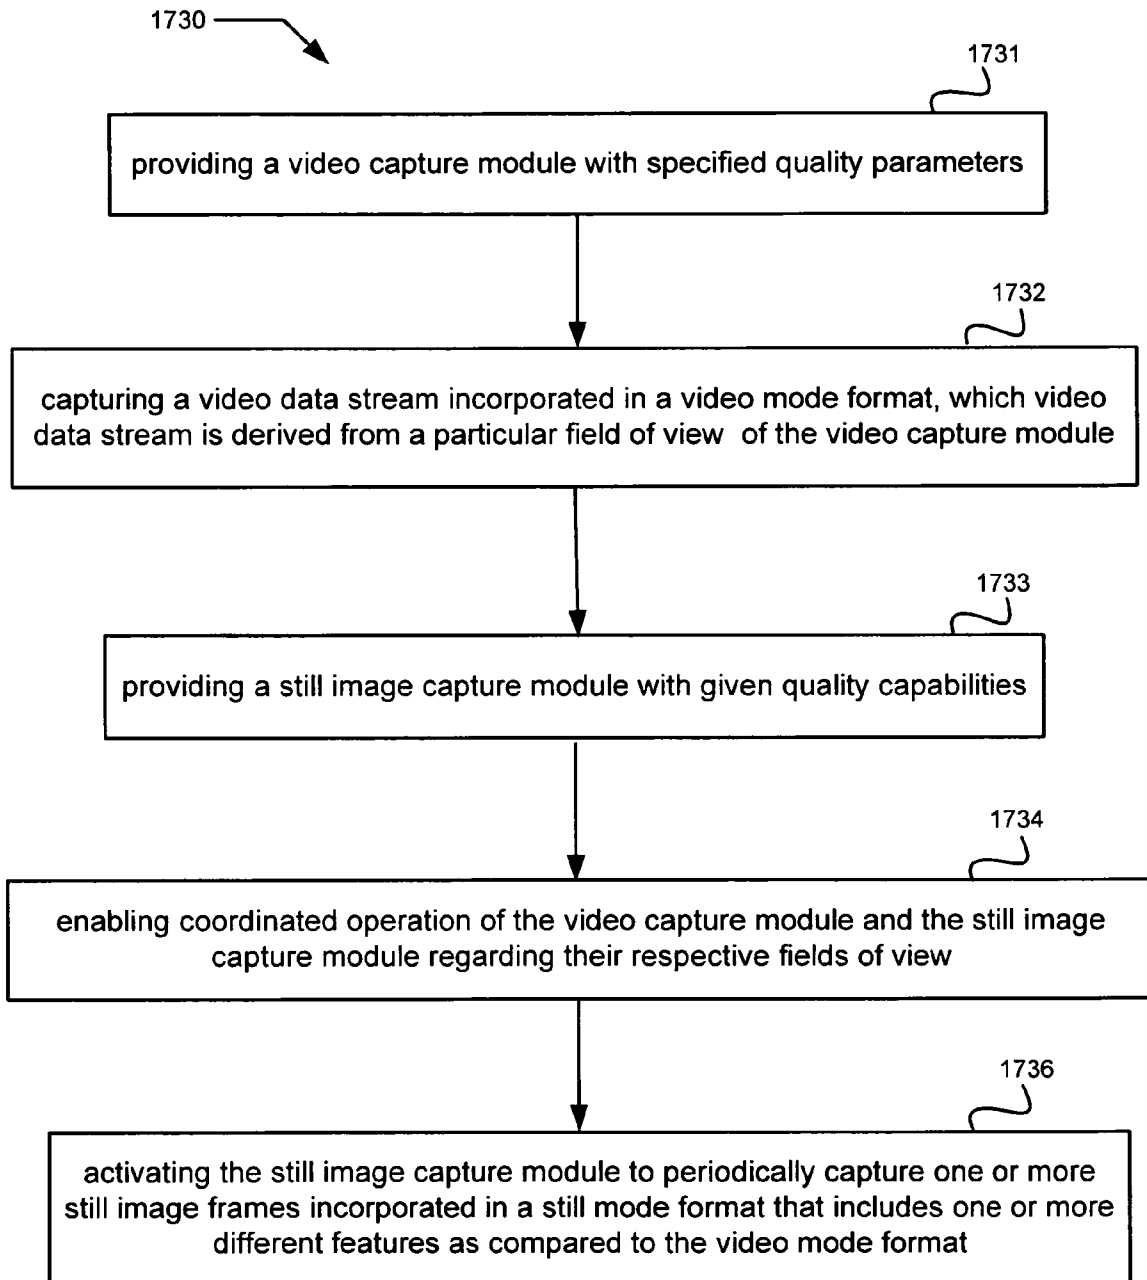 1730
1731
providing a video capture module with specified quality parameters
1732
capturing a video data stream incorporated in a video mode format, which video
data stream is derived from a particular field of view of the video capture module
1733
providing a still image capture module with given quality capabilities
1734
enabling coordinated operation of the video capture module and the still image
capture module regarding their respective fields of view
1736
activating the still image capture module to periodically capture one or more
still image frames incorporated in a still mode format that includes one or more
different features as compared to the video mode format